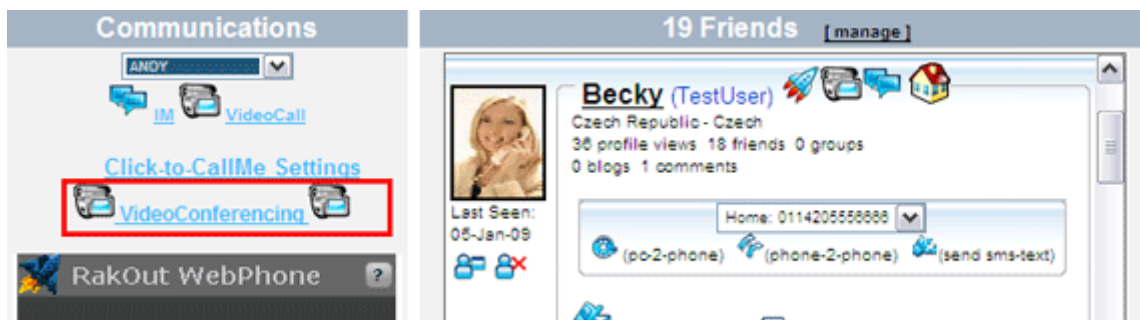 Communications
ANDY
IM VideoCall
Click-to-CallMe Settings
VideoConferencing
RakOut WebPhone ?
19 Friends [manage]
Becky (TestUser)
Czech Republic - Czech
36 profile views 18 friends 0 groups
0 blogs 1 comments
Last Seen:
05-Jan-09
Home: 0114205556666
(pc-2-phone) (phone-2-phone) (send sms-text)